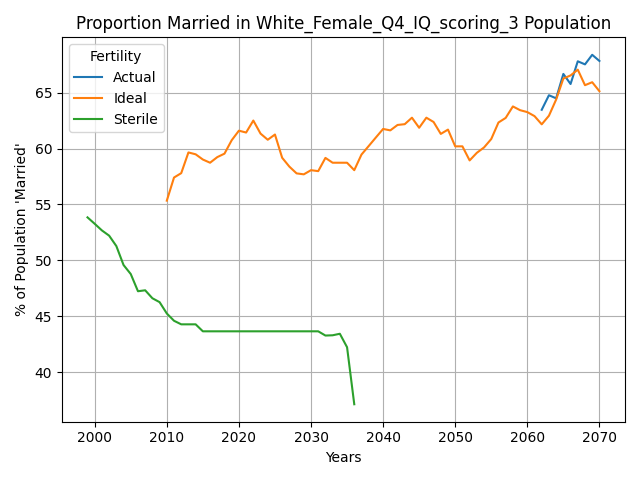 Proportion Married in White_Female_Q4_IQ_scoring_3 Population
Fertility
Actual
Ideal
Sterile
% of Population 'Married'
65
60
55
50
45
40
2000 2010 2020 2030 2040 2050 2060 2070
Years